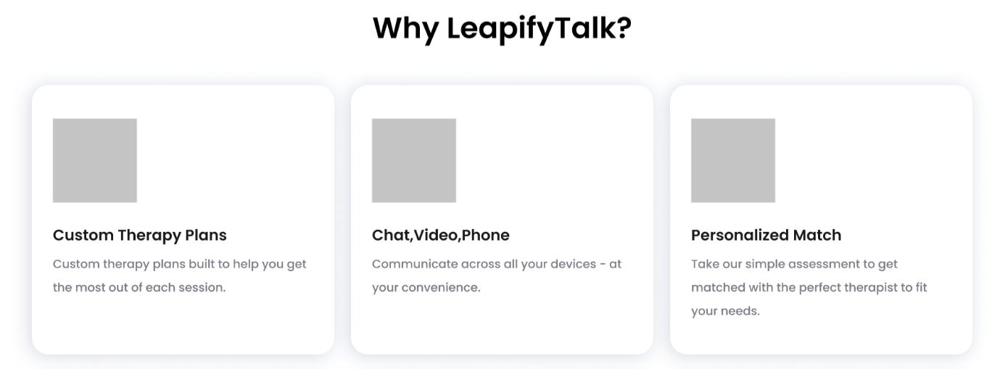 Why LeapifyTalk?
Custom Therapy Plans
Custom therapy plans built to help you get
the most out of each session.
Chat,Video,Phone
Communicate across all your devices - at
your convenience.
Personalized Match
Take our simple assessment to get
matched with the perfect therapist to fit
your needs.